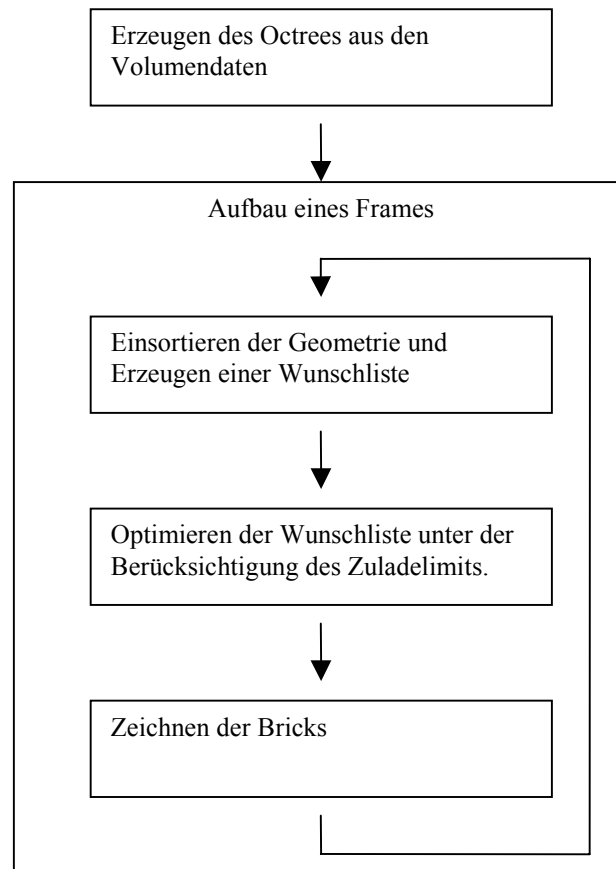 Erzeugen des Octrees aus den
Volumendaten
Aufbau eines Frames
Einsortieren der Geometrie und
Erzeugen einer Wunschliste
Optimieren der Wunschliste unter der
Berücksichtigung des Zuladelimits.
Zeichnen der Bricks